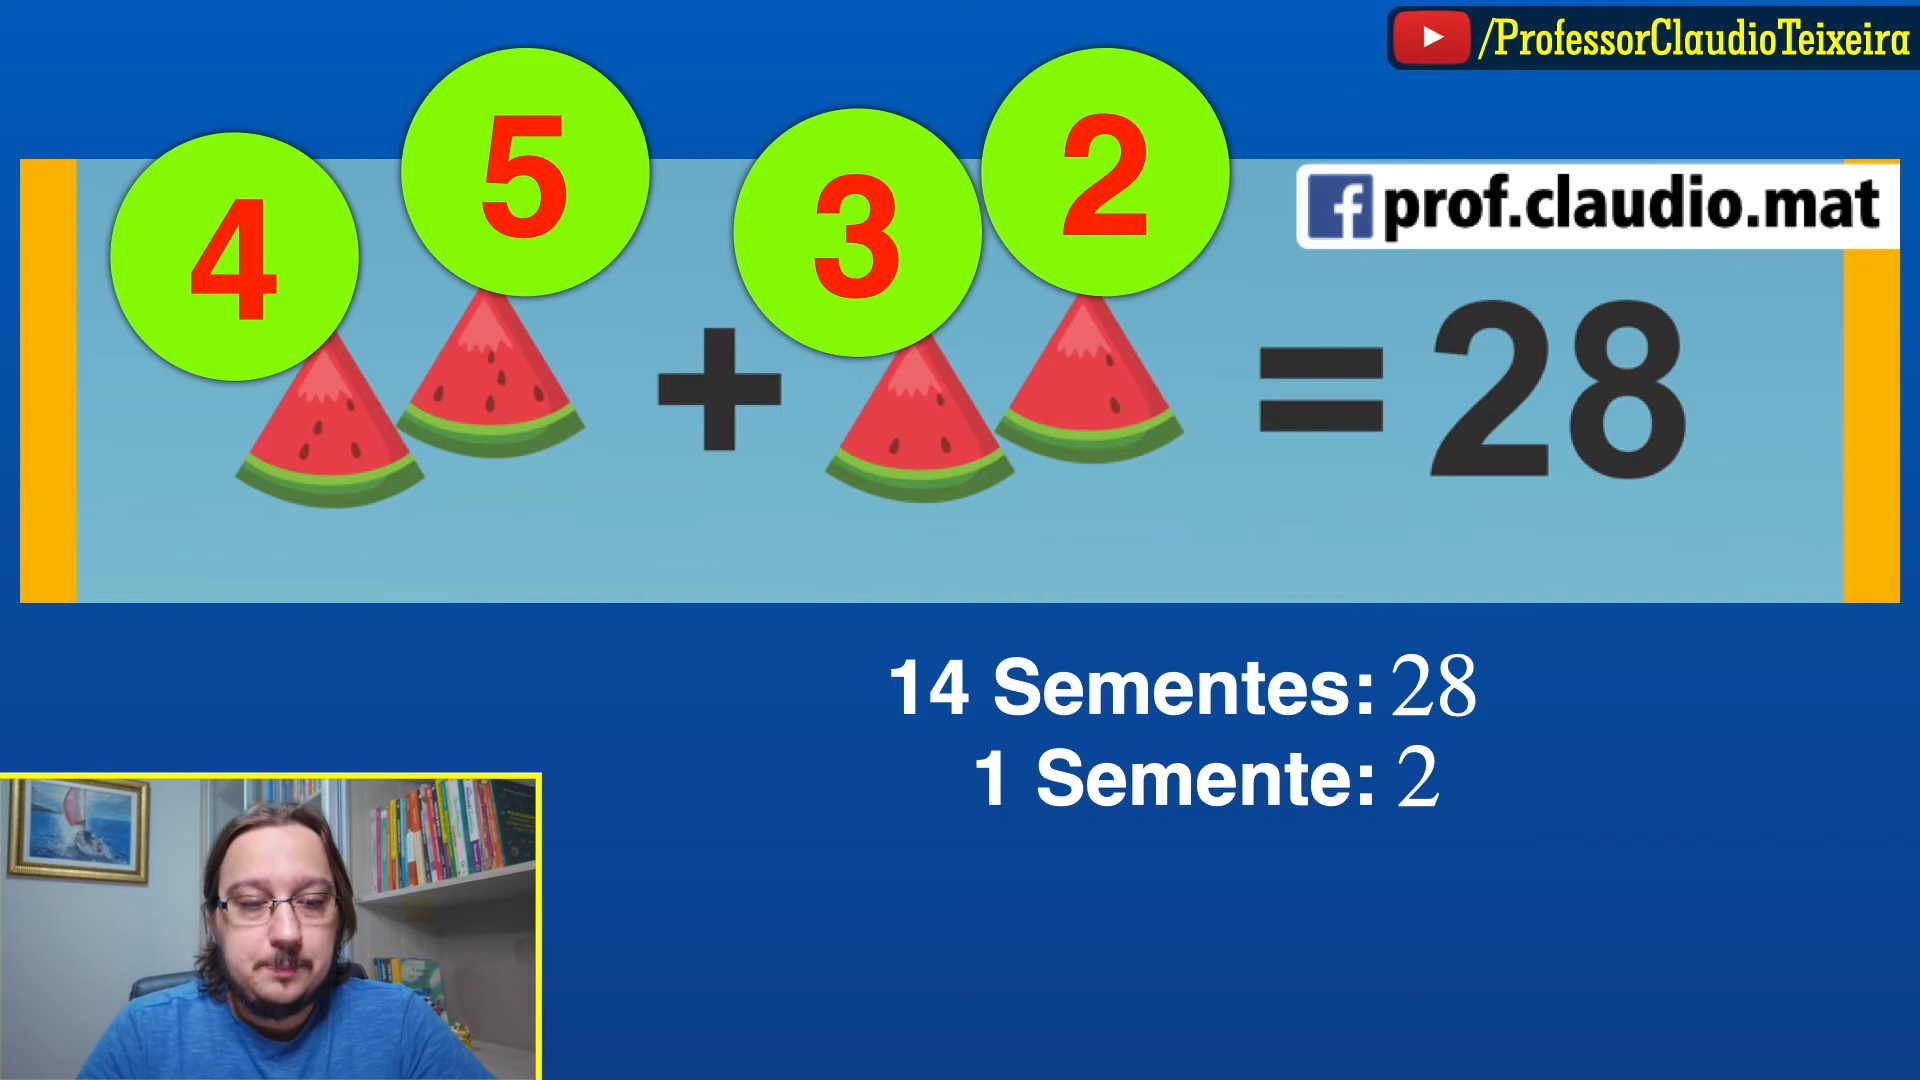 /ProfessorClaudioTeixeira
prof.claudio.mat
4 5 3 2
+ = 28
14 Sementes: 28
1 Semente: 2